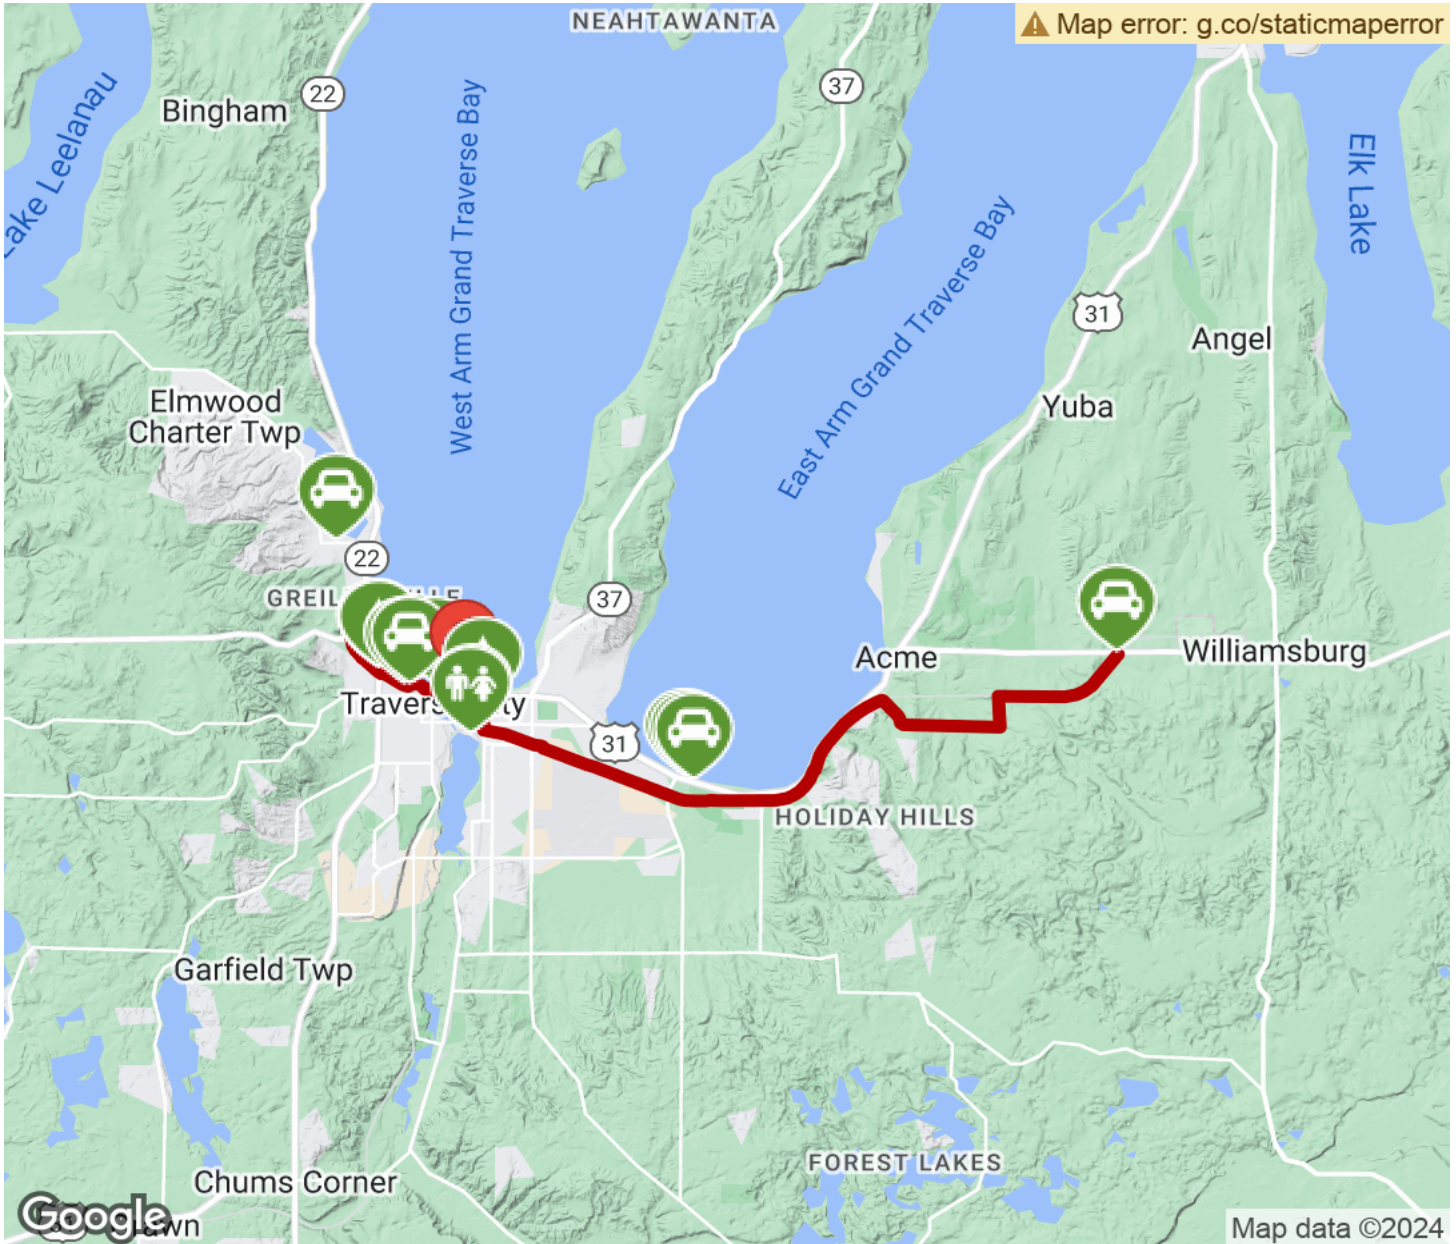 NEAHTAWANTA
Map error: g.co/staticmaperror
22
37
Bingham
Lake Leelanau
West Arm Grand Traverse Bay
Elk Lake
East Arm Grand Traverse Bay
31
Angel
Elmwood
Charter Twp
Yuba
22
37
Acme
Williamsburg
31
HOLIDAY HILLS
Garfield Twp
FOREST LAKES
Chums Corner
Google
Map data ©2024